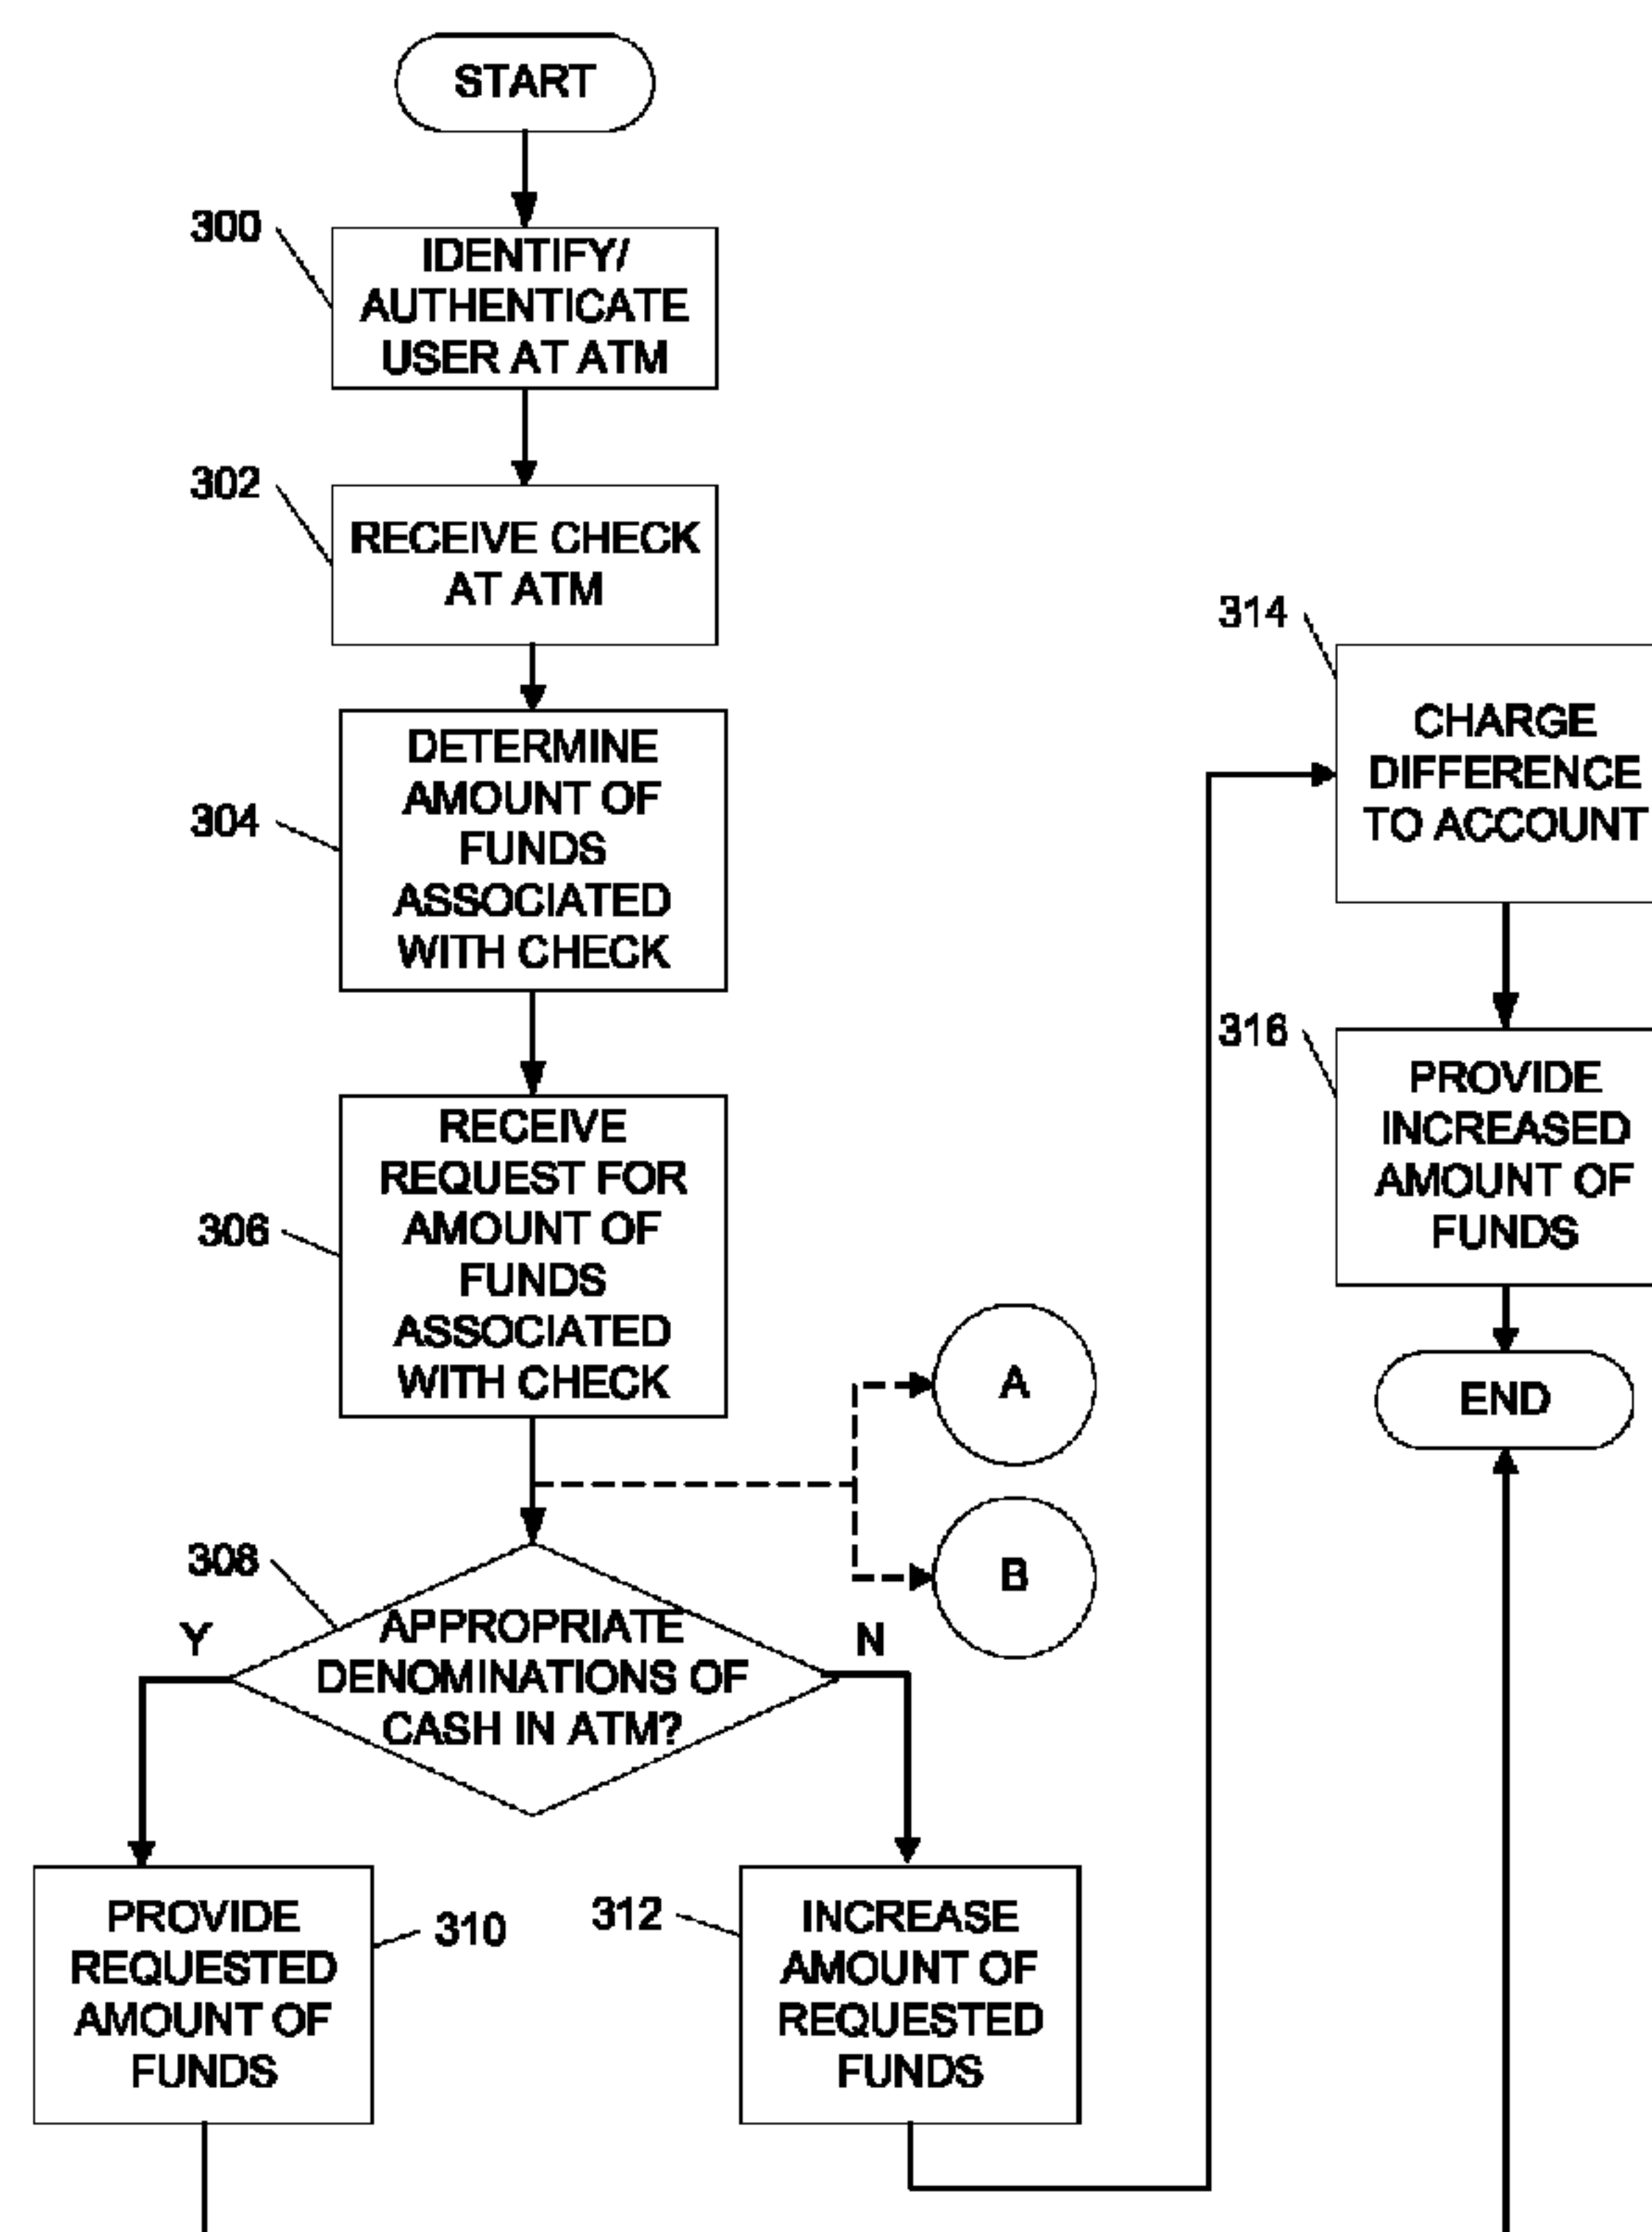 START
300
IDENTIFY/
AUTHENTICATE
USER AT ATM
302
RECEIVE CHECK
AT ATM
304
DETERMINE
AMOUNT OF
FUNDS
ASSOCIATED
WITH CHECK
306
RECEIVE
REQUEST FOR
AMOUNT OF
FUNDS
ASSOCIATED
WITH CHECK
A
B
308
Y
APPROPRIATE
DENOMINATIONS OF
CASH IN ATM?
N
PROVIDE
REQUESTED
AMOUNT OF
FUNDS
310
312
INCREASE
AMOUNT OF
REQUESTED
FUNDS
314
CHARGE
DIFFERENCE
TO ACCOUNT
316
PROVIDE
INCREASED
AMOUNT OF
FUNDS
END